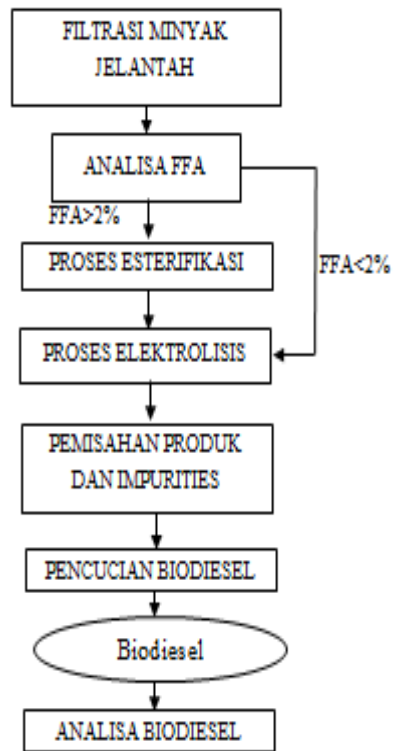 FILTRASI MINYAK
JELANTAH
ANALISA FFA
FFA>2%
PROSES ESTERIFIKASI
FFA<2%
PROSES ELEKTROLISIS
PEMISAHAN PRODUK
DAN IMPURITIES
PENCUCIAN BIODIESEL
Biodiesel
ANALISA BIODIESEL